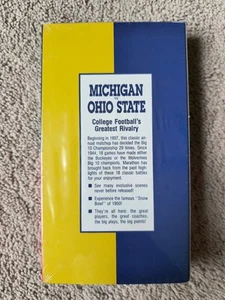 MICHIGAN
vs
OHIO STATE
College Football's
Greatest Rivalry
Beginning in 1897, this classic an-
nual matchup has decided the Big
10 Championship 29 times. Since
1944, 18 games have made either
the Buckeyes or the Wolverines
Big 10 champions. Marathon has
brought back from the past high-
lights of these 18 classic battles
for your enjoyment.
■ See many exclusive scenes
never before released!
■ Experience the famous "Snow
Bowl" of 1950!
■ They're all here: the great
players, the great coaches,
the big plays, the big points!